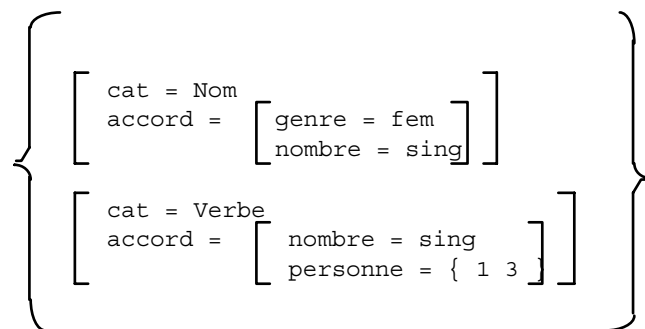 cat = Nom
accord = [ genre = fem
nombre = sing ]
cat = Verbe
accord = [ nombre = sing
personne = { 1 3 } ]